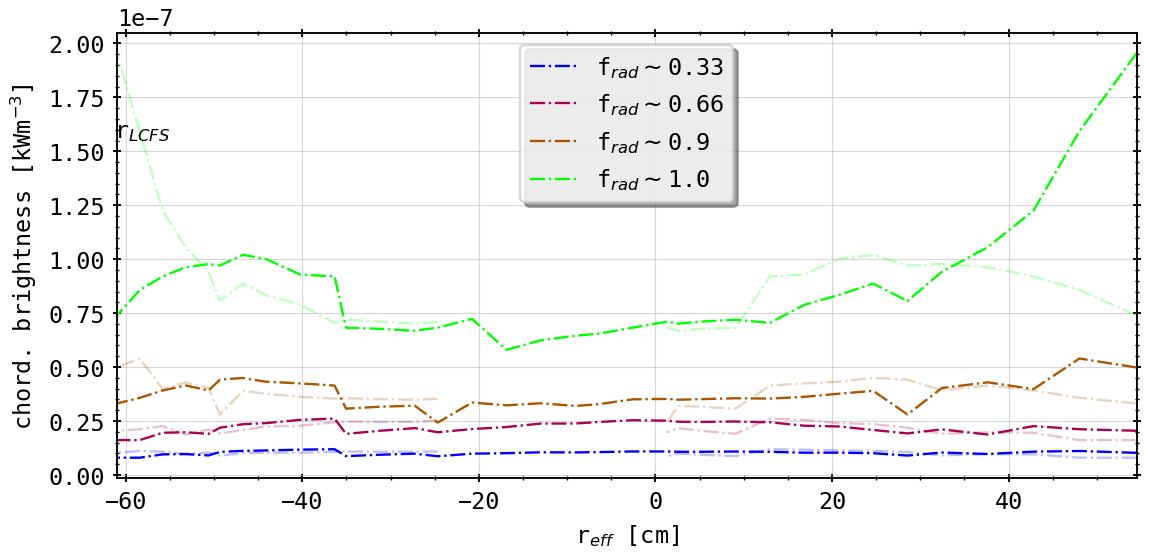 1e−7
2.00
1.75
1.50
1.25
1.00
0.75
0.50
0.25
0.00
chord. brightness [kWm⁻³]
r_LCFS
f_rad ∼ 0.33
f_rad ∼ 0.66
f_rad ∼ 0.9
f_rad ∼ 1.0
−60 −40 −20 0 20 40
r_eff [cm]